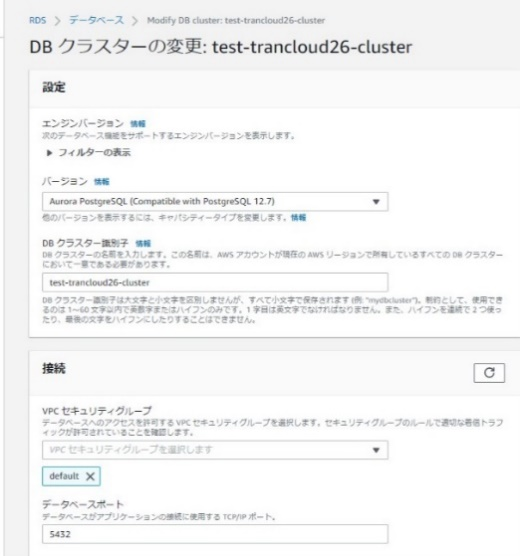 RDS > データベース > Modify DB cluster: test-trancloud26-cluster
DB クラスターの変更: test-trancloud26-cluster
設定
エンジンバージョン 情報
次のデータベース機能をサポートするエンジンバージョンを表示します。
▶ フィルターの表示
バージョン 情報
Aurora PostgreSQL (Compatible with PostgreSQL 12.7)
他のバージョンを表示するには、キャパシティータイプを変更します。情報
DB クラスター識別子 情報
DB クラスターの名前を入力します。この名前は、AWS アカウントが現在の AWS リージョンで所有しているすべての DB クラスター
において一意である必要があります。
test-trancloud26-cluster
DB クラスター識別子は大文字と小文字を区別しませんが、すべて小文字で保存されます (例: "mydbcluster")。制約として、使用でき
るのは 1~60 文字以内で英数字またはハイフンのみです。1 字目は英文字でなければなりません。また、ハイフンを連続で 2 つ使っ
たり、最後の文字をハイフンにしたりすることはできません。
接続
VPC セキュリティグループ
データベースへのアクセスを許可する VPC セキュリティグループを選択します。セキュリティグループのルールで適切な着信トラフ
ィックが許可されていることを確認します。
VPC セキュリティグループを選択します
default X
データベースポート
データベースがアプリケーションの接続に使用する TCP/IP ポート。
5432